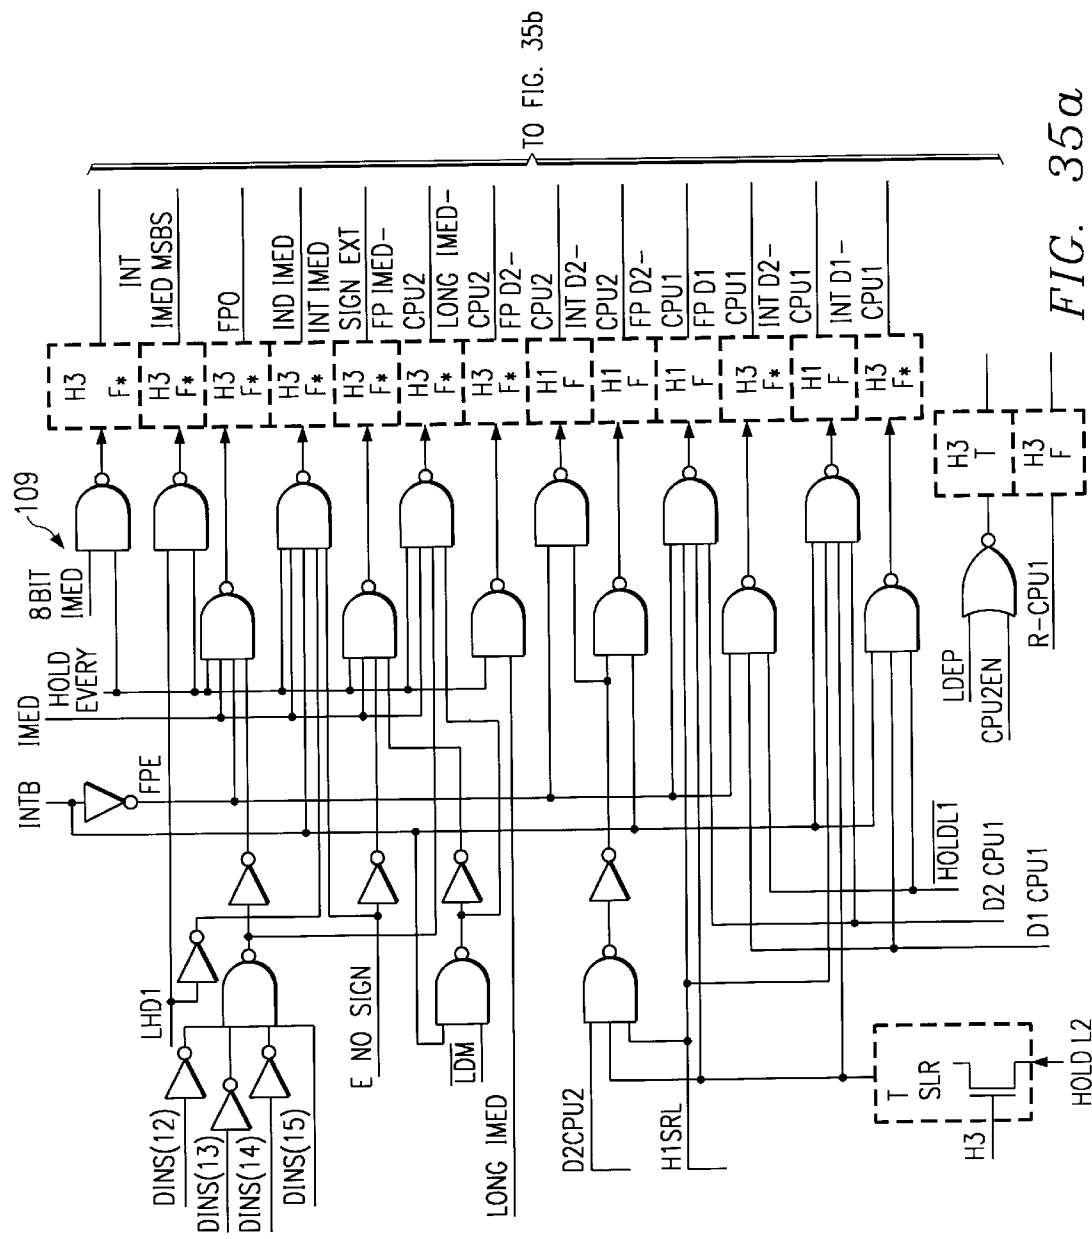 INTB
IMED
HOLD
EVERY
8BIT
IMED
109
FPE
LHD1
DINS(12)
DINS(13)
DINS(14)
DINS(15)
E NO SIGN
LDM
LONG IMED
D2CPU2
H1SRL
T
SLR
H3
HOLD L2
HOLDL1
D2 CPU1
D1 CPU1
LDEP
CPU2EN
R-CPU1
H3
F*
H3
F*
H3
F*
H3
F*
H3
F*
H3
F*
H3
F*
H1
F
H1
F
H1
F
H3
F*
H1
F
H3
F*
H3
T
H3
F
INT
IMED MSBS
FPO
IND IMED
INT IMED
SIGN EXT
FP IMED-
CPU2
LONG IMED-
CPU2
FP D2-
CPU2
INT D2-
CPU2
FP D2-
CPU1
FP D1
CPU1
INT D2-
CPU1
INT D1-
CPU1
TO FIG. 35b
FIG. 35a